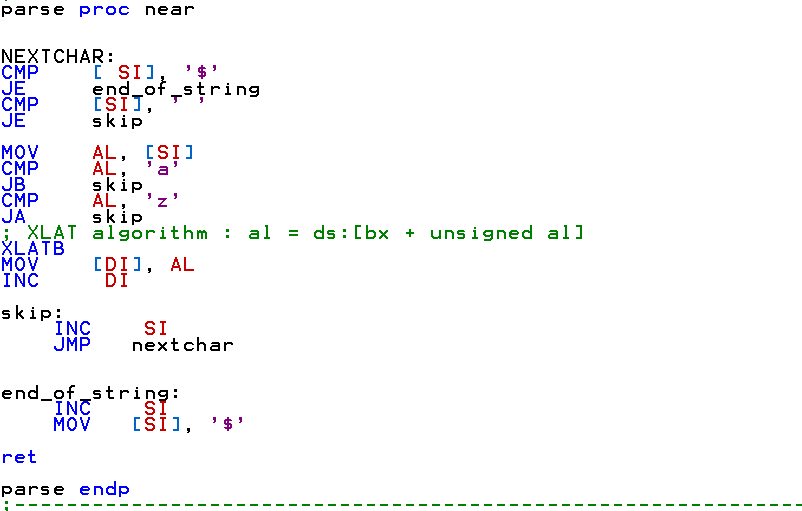 parse proc near
NEXTCHAR:
CMP [ SI], '$'
JE end_of_string
CMP [SI], ' '
JE skip
MOV AL, [SI]
CMP AL, 'a'
JB skip
CMP AL, 'z'
JA skip
; XLAT algorithm : al = ds:[bx + unsigned al]
XLATB
MOV [DI], AL
INC DI
skip:
INC SI
JMP nextchar
end_of_string:
INC SI
MOV [SI], '$'
ret
parse endp
;---------------------------------------------------------------